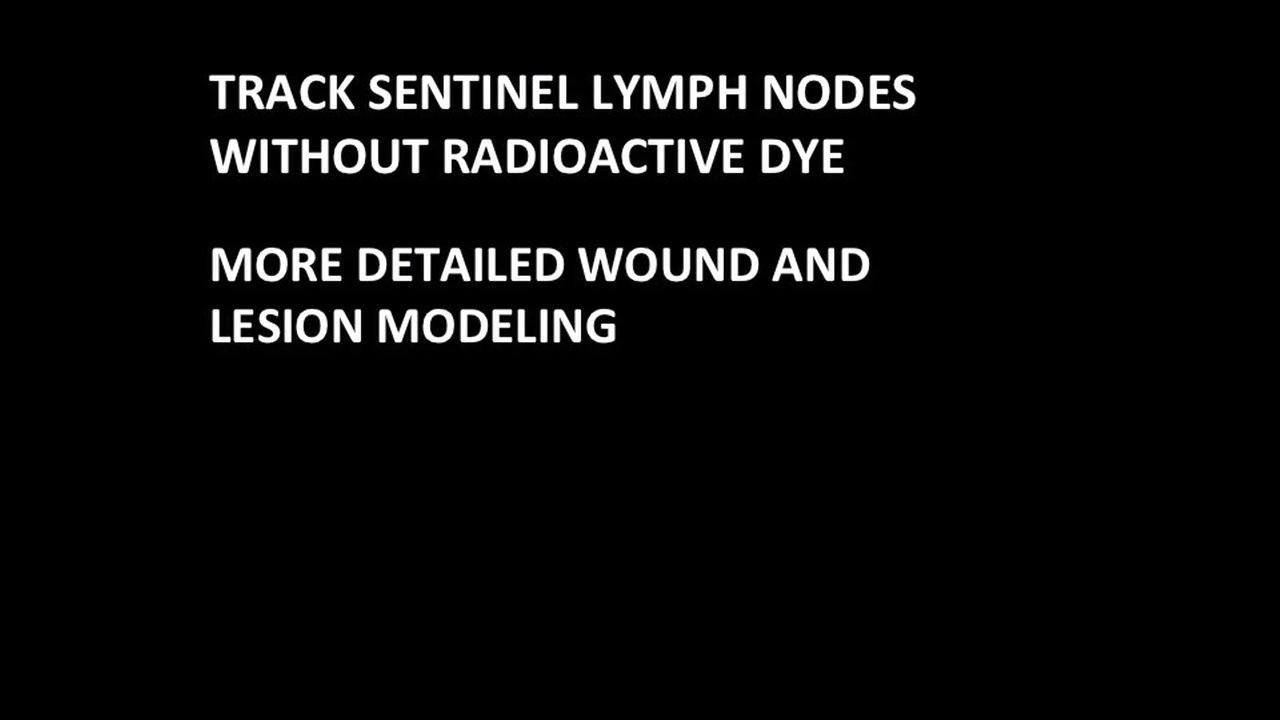 TRACK SENTINEL LYMPH NODES
WITHOUT RADIOACTIVE DYE
MORE DETAILED WOUND AND
LESION MODELING